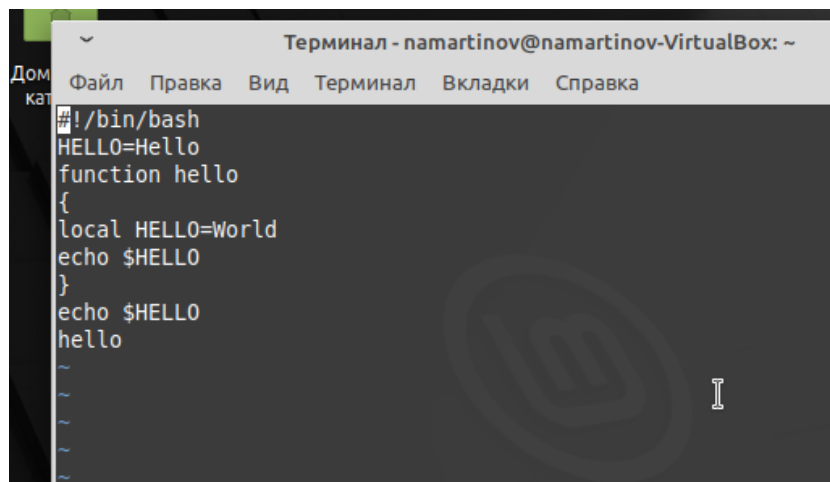 Терминал - namartinov@namartinov-VirtualBox: ~
Дом
кат
Файл Правка Вид Терминал Вкладки Справка
#!/bin/bash
HELLO=Hello
function hello
{
local HELLO=World
echo $HELLO
}
echo $HELLO
hello
~
~
~
~
~